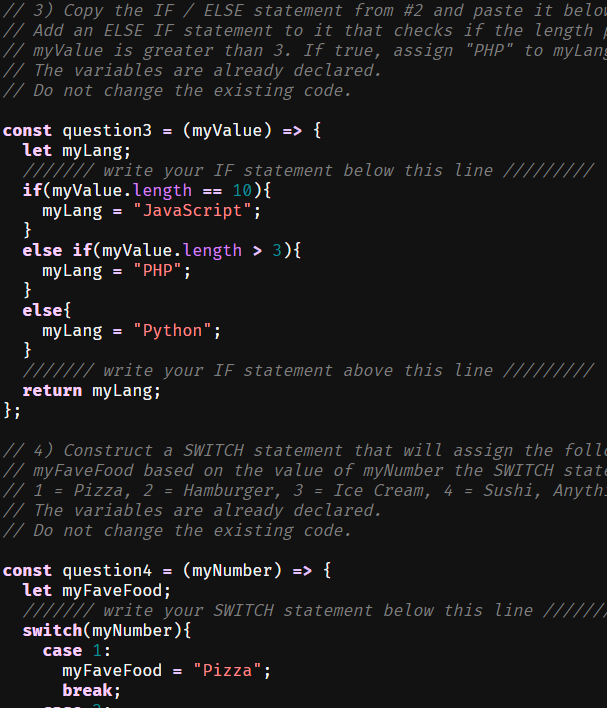 // 3) Copy the IF / ELSE statement from #2 and paste it below
// Add an ELSE IF statement to it that checks if the length
// myValue is greater than 3. If true, assign "PHP" to myLang
// The variables are already declared.
// Do not change the existing code.
const question3 = (myValue) => {
let myLang;
/////// write your IF statement below this line /////////
if(myValue.length == 10){
myLang = "JavaScript";
}
else if(myValue.length > 3){
myLang = "PHP";
}
else{
myLang = "Python";
}
/////// write your IF statement above this line /////////
return myLang;
};
// 4) Construct a SWITCH statement that will assign the
// myFaveFood based on the value of myNumber the SWITCH
// 1 = Pizza, 2 = Hamburger, 3 = Ice Cream, 4 = Sushi,
// The variables are already declared.
// Do not change the existing code.
const question4 = (myNumber) => {
let myFaveFood;
/////// write your SWITCH statement below this line ///////
switch(myNumber){
case 1:
myFaveFood = "Pizza";
break;